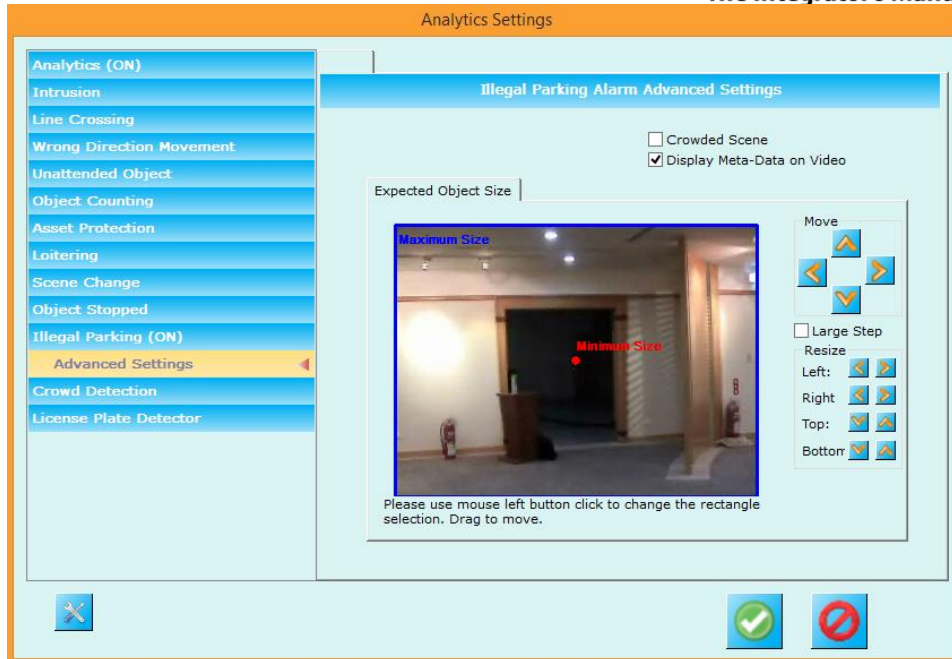 Analytics Settings
Analytics (ON)
Intrusion
Line Crossing
Wrong Direction Movement
Unattended Object
Object Counting
Asset Protection
Loitering
Scene Change
Object Stopped
Illegal Parking (ON)
Advanced Settings
Crowd Detection
License Plate Detector
Illegal Parking Alarm Advanced Settings
Crowded Scene
Display Meta-Data on Video
Expected Object Size
Maximum Size
Minimum Size
Please use mouse left button click to change the rectangle
selection. Drag to move.
Move
Large Step
Resize
Left:
Right
Top: